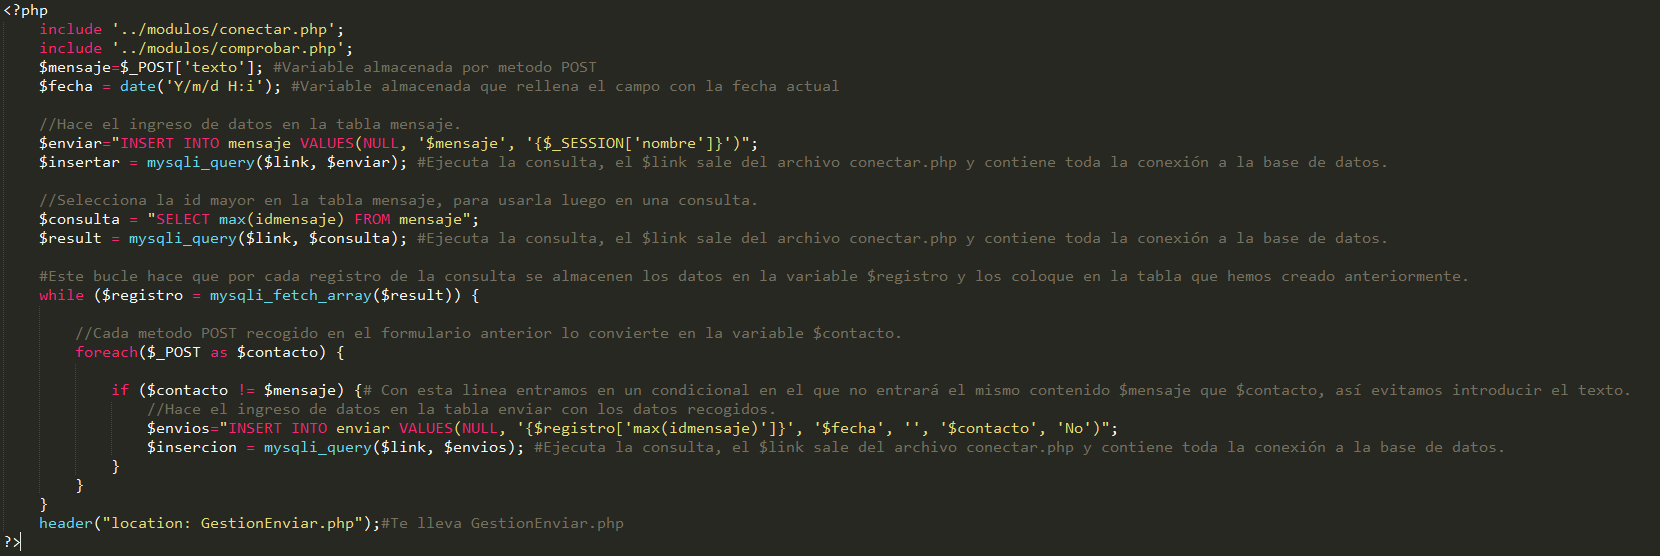 <?php
include '../modulos/conectar.php';
include '../modulos/comprobar.php';
$mensaje=$_POST['texto']; #Variable almacenada por metodo POST
$fecha = date('Y/m/d H:i'); #Variable almacenada que rellena el campo con la fecha actual
//Hace el ingreso de datos en la tabla mensaje.
$enviar="INSERT INTO mensaje VALUES(NULL, '$mensaje', '{$_SESSION['nombre']}')";
$insertar = mysqli_query($link, $enviar); #Ejecuta la consulta, el $link sale del archivo conectar.php y contiene toda la conexión a la base de datos.
//Selecciona la id mayor en la tabla mensaje, para usarla luego en una consulta.
$consulta = "SELECT max(idmensaje) FROM mensaje";
$result = mysqli_query($link, $consulta); #Ejecuta la consulta, el $link sale del archivo conectar.php y contiene toda la conexión a la base de datos.
#Este bucle hace que por cada registro de la consulta se almacenen los datos en la variable $registro y los coloque en la tabla que hemos creado anteriormente.
while ($registro = mysqli_fetch_array($result)) {
//Cada metodo POST recogido en el formulario anterior lo convierte en la variable $contacto.
foreach($_POST as $contacto) {
if ($contacto != $mensaje) {# Con esta linea entramos en un condicional en el que no entrará el mismo contenido $mensaje que $contacto, así evitamos introducir el texto.
//Hace el ingreso de datos en la tabla enviar con los datos recogidos.
$envios="INSERT INTO enviar VALUES(NULL, '{$registro['max(idmensaje)']}', '$fecha', '', '$contacto', 'No')";
$insercion = mysqli_query($link, $envios); #Ejecuta la consulta, el $link sale del archivo conectar.php y contiene toda la conexión a la base de datos.
}
}
}
header("location: GestionEnviar.php");#Te lleva GestionEnviar.php
?>